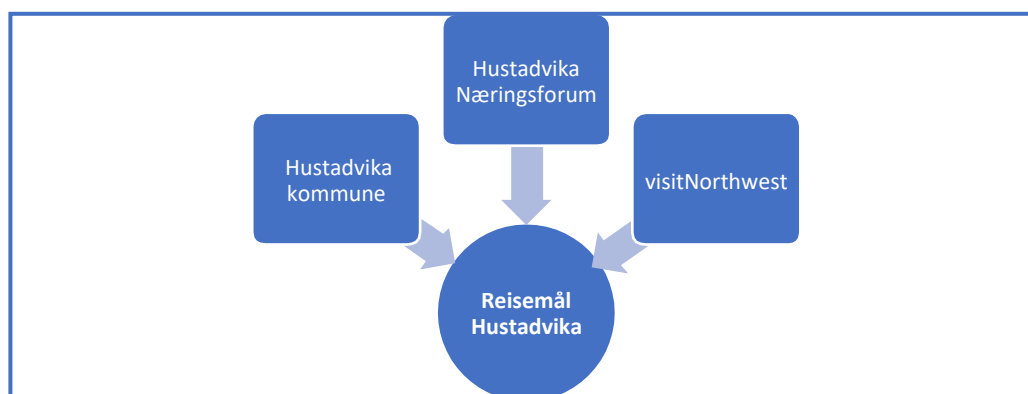 Hustadvika
Næringsforum
Hustadvika
kommune
visitNorthwest
Reisemål
Hustadvika